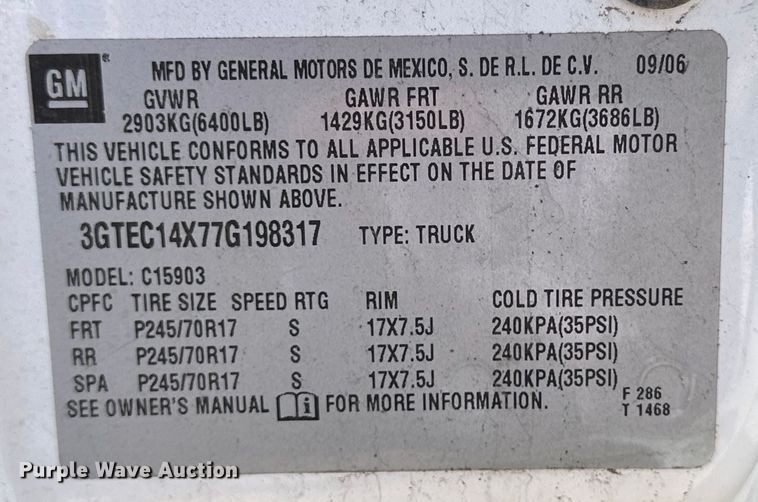 GM ®
MFD BY GENERAL MOTORS DE MEXICO, S. DE R.L. DE C.V. 09/06
GVWR GAWR FRT GAWR RR
2903KG(6400LB) 1429KG(3150LB) 1672KG(3686LB)
THIS VEHICLE CONFORMS TO ALL APPLICABLE U.S. FEDERAL MOTOR
VEHICLE SAFETY STANDARDS IN EFFECT ON THE DATE OF
MANUFACTURE SHOWN ABOVE.
3GTEC14X77G198317 TYPE: TRUCK
MODEL: C15903
CPFC TIRE SIZE SPEED RTG RIM COLD TIRE PRESSURE
FRT P245/70R17 S 17X7.5J 240KPA(35PSI)
RR P245/70R17 S 17X7.5J 240KPA(35PSI)
SPA P245/70R17 S 17X7.5J 240KPA(35PSI)
SEE OWNER'S MANUAL i FOR MORE INFORMATION.
F 286
T 1468
Purple Wave Auction